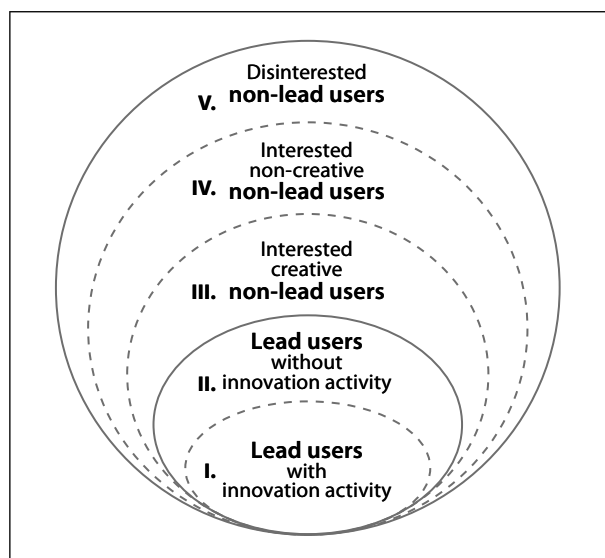 Disinterested
V. non-lead users
Interested
non-creative
IV. non-lead users
Interested
creative
III. non-lead users
Lead users
without
II. innovation activity
Lead users
I. with
innovation activity